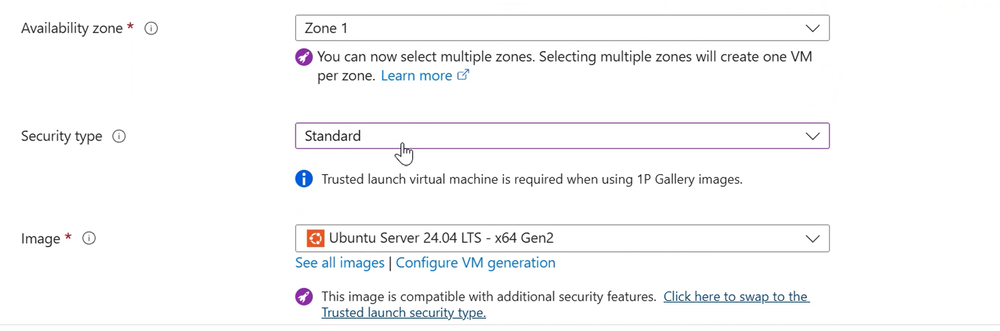 Availability zone *
Zone 1
You can now select multiple zones. Selecting multiple zones will create one VM
per zone. Learn more
Security type
Standard
Trusted launch virtual machine is required when using 1P Gallery images.
Image *
Ubuntu Server 24.04 LTS - x64 Gen2
See all images | Configure VM generation
This image is compatible with additional security features. Click here to swap to the
Trusted launch security type.